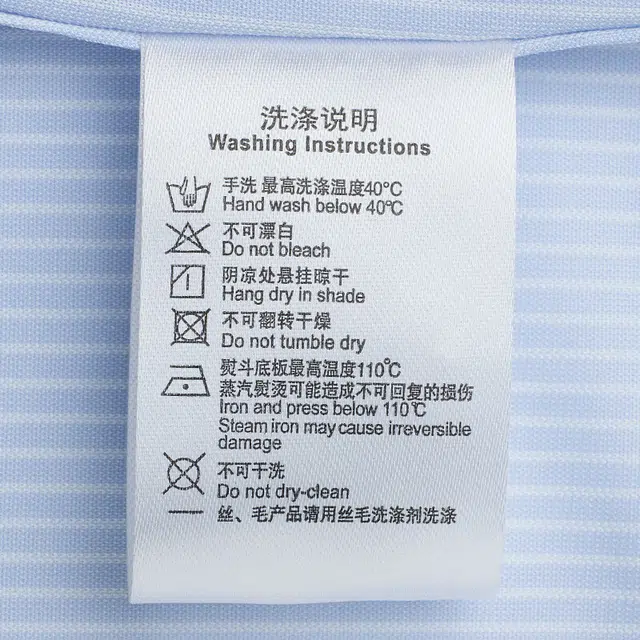 洗涤说明
Washing Instructions
手洗 最高洗涤温度40℃
Hand wash below 40℃
不可漂白
Do not bleach
阴凉处悬挂晾干
Hang dry in shade
不可翻转干燥
Do not tumble dry
熨斗底板最高温度110℃
蒸汽熨烫可能造成不可回复的损伤
Iron and press below 110℃
Steam iron may cause irreversible
damage
不可干洗
Do not dry-clean
一 丝、毛产品请用丝毛洗涤剂洗涤